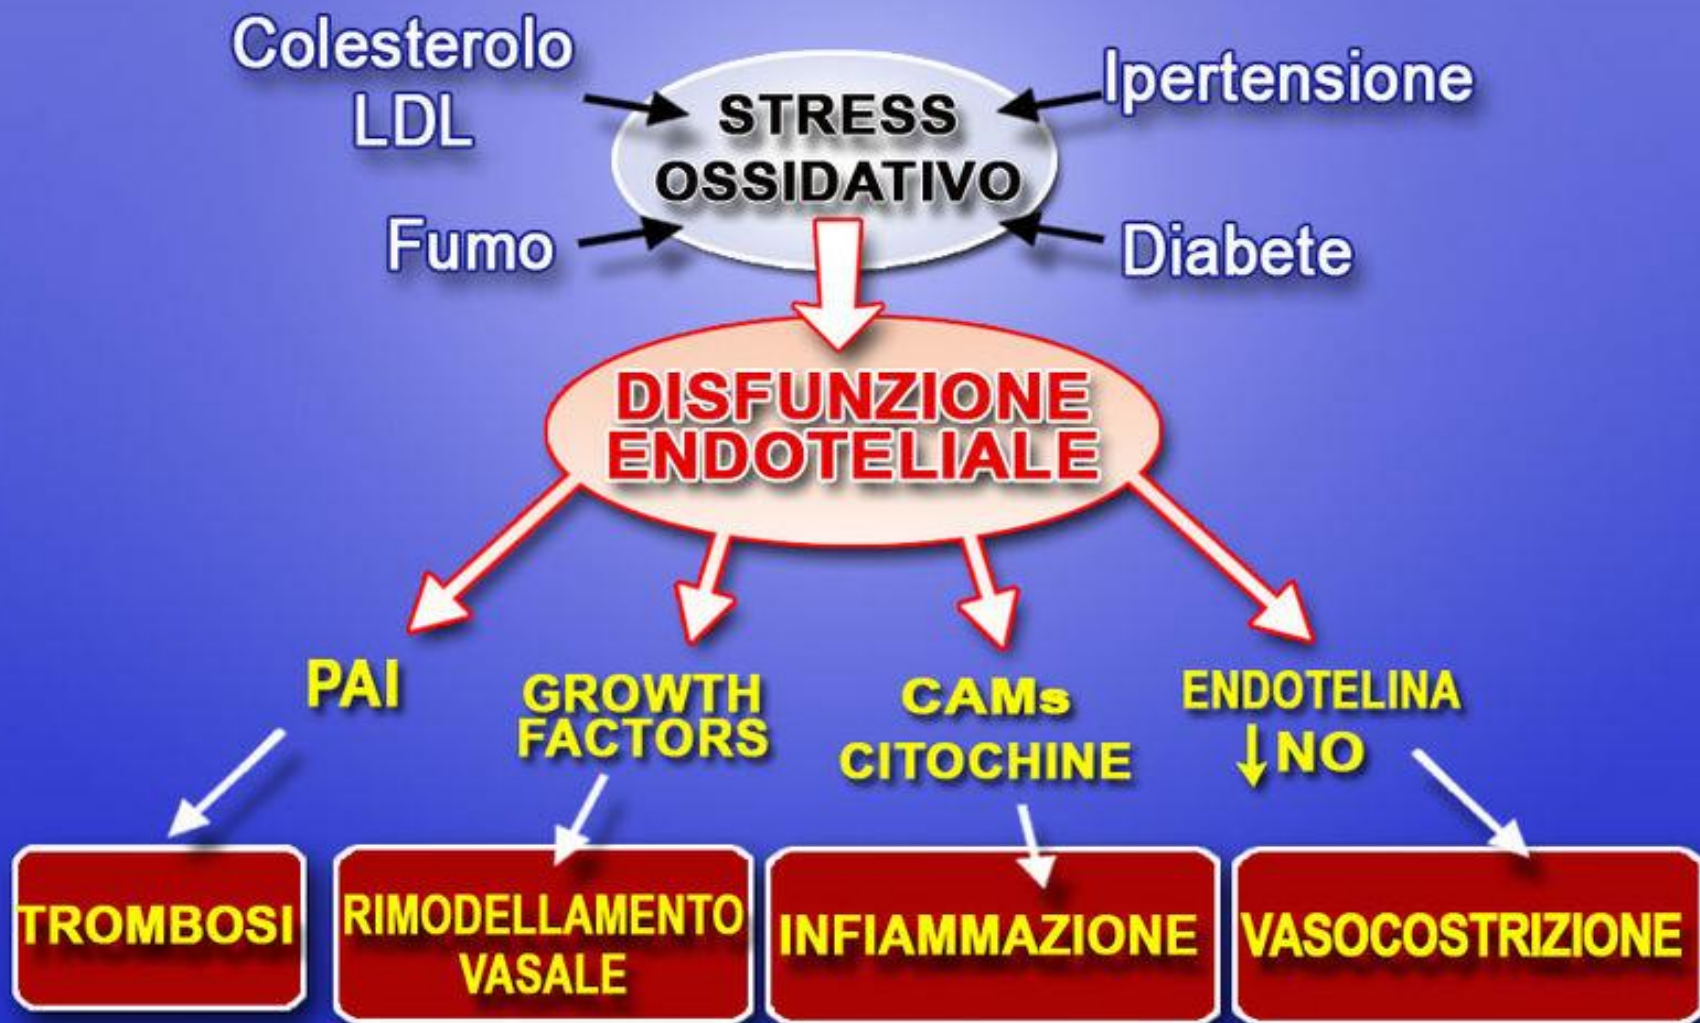 Colesterolo
LDL
STRESS
OSSIDATIVO
Ipertensione
Fumo
Diabete
DISFUNZIONE
ENDOTELIALE
PAI
GROWTH
FACTORS
CAMs
CITOCHINE
ENDOTELINA
↓NO
TROMBOSI
RIMODELLAMENTO
VASALE
INFIAMMAZIONE
VASOCOSTRIZIONE